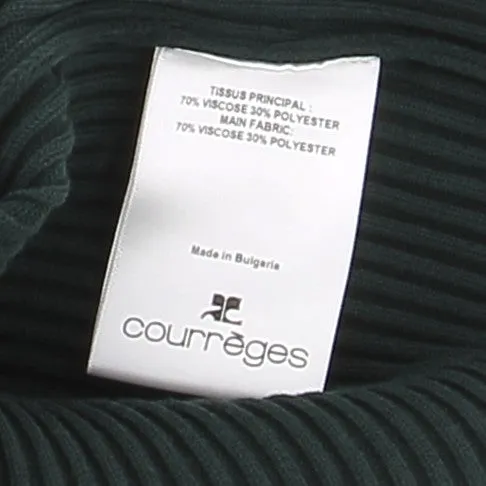 TISSUS PRINCIPAL :
70% VISCOSE 30% POLYESTER
MAIN FABRIC:
70% VISCOSE 30% POLYESTER
Made in Bulgaria
courrèges